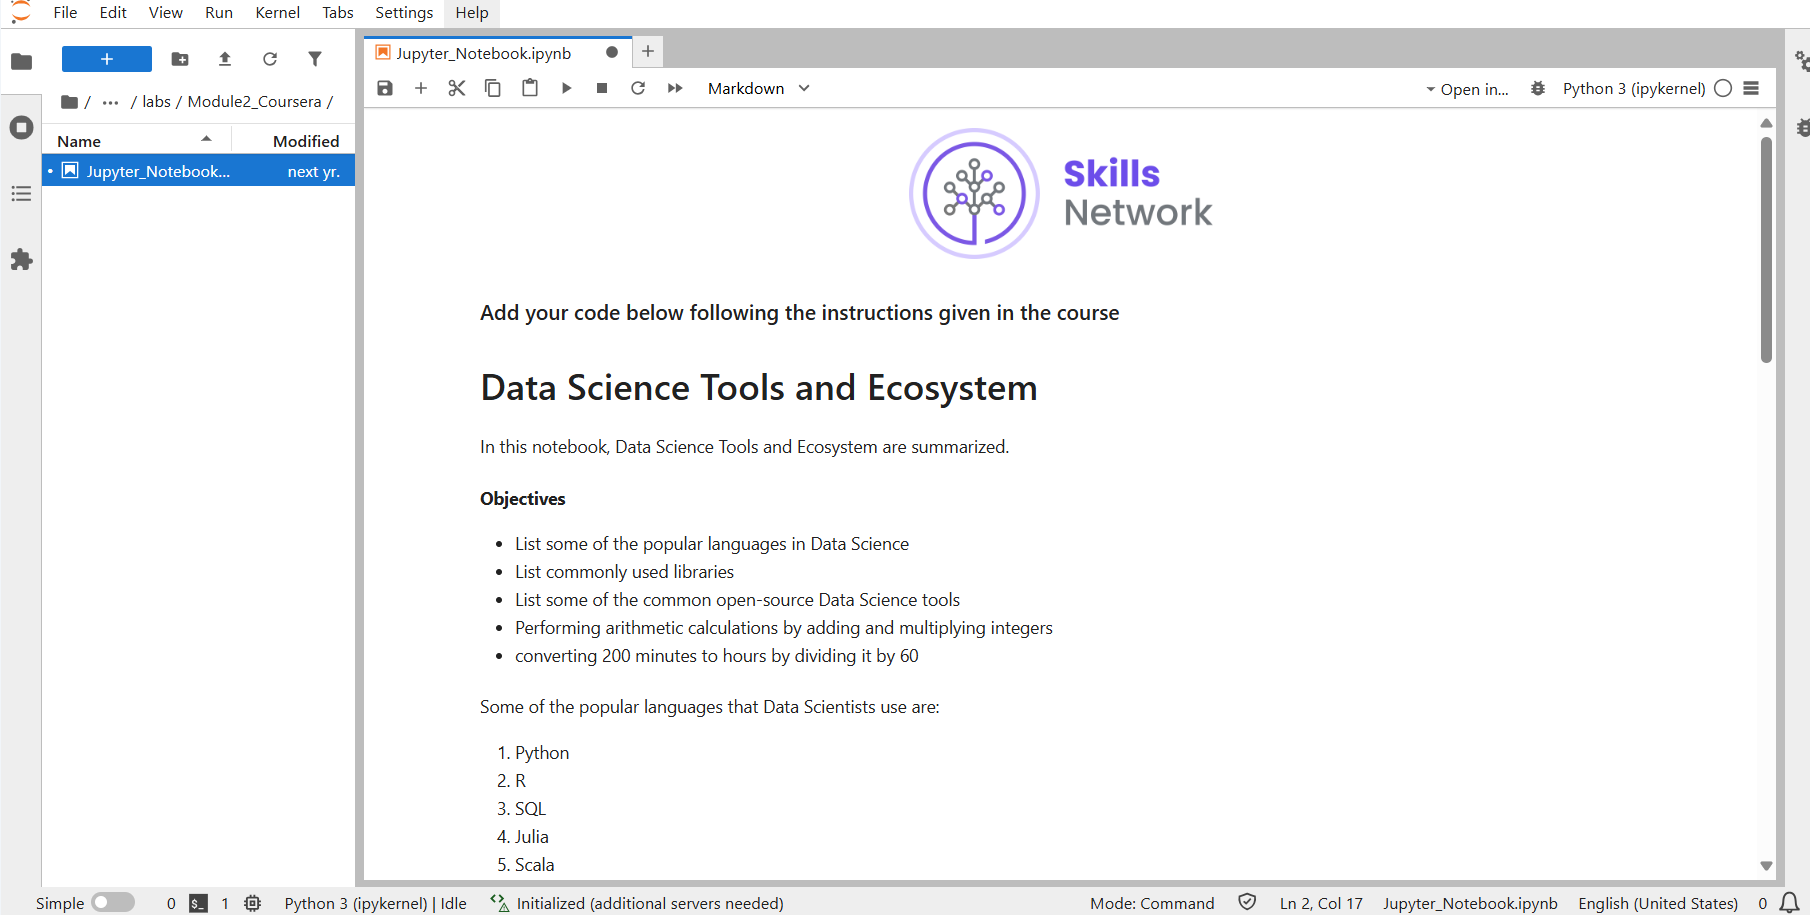 File Edit View Run Kernel Tabs Settings Help
+
/ ··· / labs / Module2_Coursera /
Name Modified
Jupyter_Notebook... next yr.
Jupyter_Notebook.ipynb +
Markdown Open in... Python 3 (ipykernel)
Skills
Network
Add your code below following the instructions given in the course
Data Science Tools and Ecosystem
In this notebook, Data Science Tools and Ecosystem are summarized.
Objectives
• List some of the popular languages in Data Science
• List commonly used libraries
• List some of the common open-source Data Science tools
• Performing arithmetic calculations by adding and multiplying integers
• converting 200 minutes to hours by dividing it by 60
Some of the popular languages that Data Scientists use are:
1. Python
2. R
3. SQL
4. Julia
5. Scala
Simple 0 $_ 1 Python 3 (ipykernel) | Idle Initialized (additional servers needed) Mode: Command Ln 2, Col 17 Jupyter_Notebook.ipynb English (United States) 0